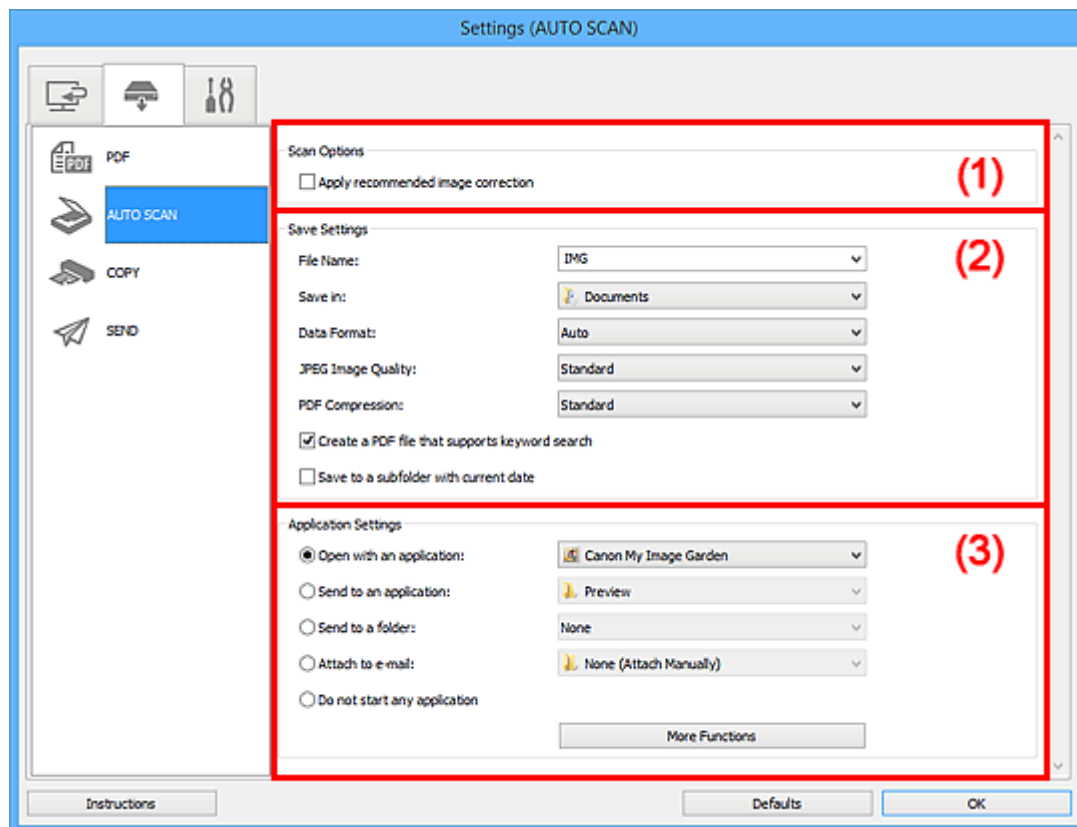 Settings (AUTO SCAN)
PDF
PDF
AUTO SCAN
COPY
SEND
Scan Options
Apply recommended image correction
(1)
Save Settings
(2)
File Name: IMG
Save in: Documents
Data Format: Auto
JPEG Image Quality: Standard
PDF Compression: Standard
Create a PDF file that supports keyword search
Save to a subfolder with current date
Application Settings
(3)
Open with an application: Canon My Image Garden
Send to an application: Preview
Send to a folder: None
Attach to e-mail: None (Attach Manually)
Do not start any application
More Functions
Instructions Defaults OK